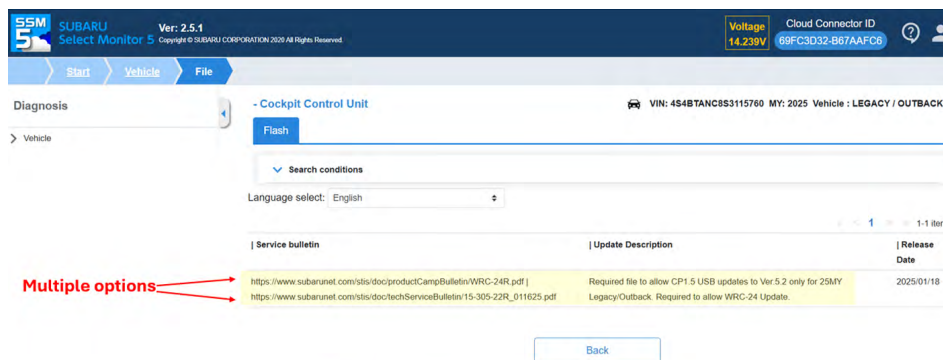 SSM 5 SUBARU Select Monitor 5 Ver: 2.5.1 Copyright © SUBARU CORPORATION 2020 All Rights Reserved.
Voltage 14.239V
Cloud Connector ID
69FC3D32-B67AAFC6
Start Vehicle File
Diagnosis
Vehicle
- Cockpit Control Unit
VIN: 4S4BTANC8S3115760 MY: 2025 Vehicle : LEGACY / OUTBACK
Flash
Search conditions
Language select: English
1 1-1 iter
| Service bulletin | Update Description | Release Date
Multiple options
https://www.subarunet.com/stis/doc/productCampBulletin/WRC-24R.pdf |
https://www.subarunet.com/stis/doc/techServiceBulletin/15-305-22R_011625.pdf
Required file to allow CP1.5 USB updates to Ver.5.2 only for 25MY
Legacy/Outback. Required to allow WRC-24 Update.
2025/01/18
Back